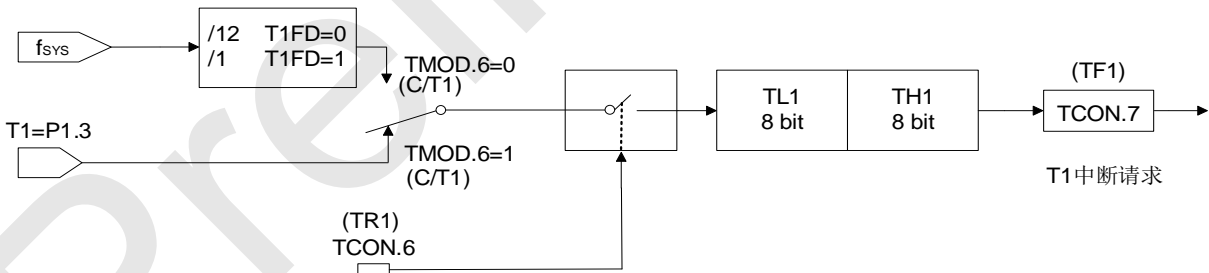 fSYS
/12 T1FD=0
/1 T1FD=1
TMOD.6=0
(C/T1)
T1=P1.3
TMOD.6=1
(C/T1)
(TR1)
TCON.6
TL1
8 bit
TH1
8 bit
(TF1)
TCON.7
T1中断请求